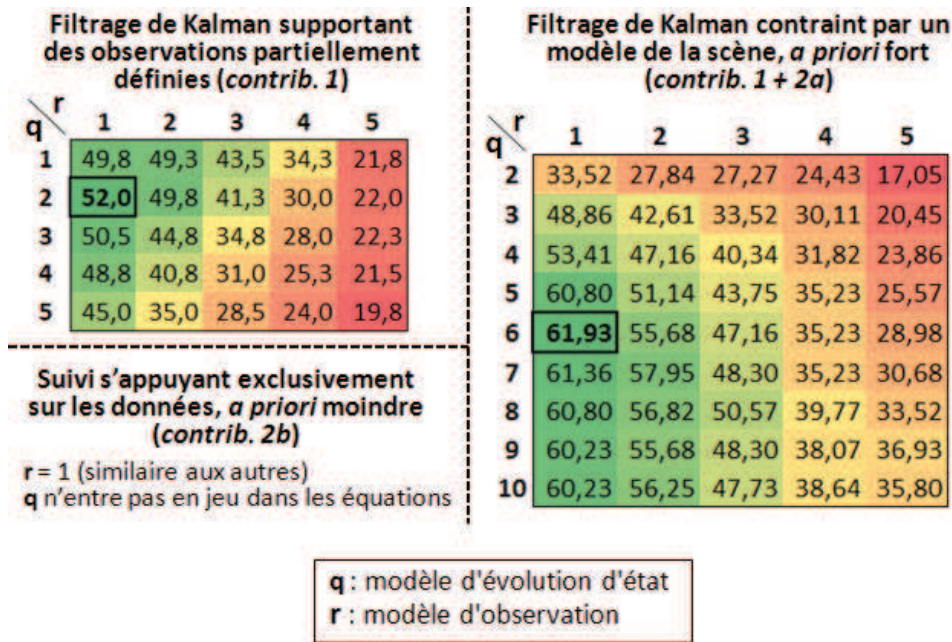 Filtrage de Kalman supportant
des observations partiellement
définies (contrib. 1)
r
q 1 2 3 4 5
1 49,8 49,3 43,5 34,3 21,8
2 52,0 49,8 41,3 30,0 22,0
3 50,5 44,8 34,8 28,0 22,3
4 48,8 40,8 31,0 25,3 21,5
5 45,0 35,0 28,5 24,0 19,8
Suivi s'appuyant exclusivement
sur les données, a priori moindre
(contrib. 2b)
r = 1 (similaire aux autres)
q n'entre pas en jeu dans les équations
Filtrage de Kalman contraint par un
modèle de la scène, a priori fort
(contrib. 1 + 2a)
r
q 1 2 3 4 5
2 33,52 27,84 27,27 24,43 17,05
3 48,86 42,61 33,52 30,11 20,45
4 53,41 47,16 40,34 31,82 23,86
5 60,80 51,14 43,75 35,23 25,57
6 61,93 55,68 47,16 35,23 28,98
7 61,36 57,95 48,30 35,23 30,68
8 60,80 56,82 50,57 39,77 33,52
9 60,23 55,68 48,30 38,07 36,93
10 60,23 56,25 47,73 38,64 35,80
q : modèle d'évolution d'état
r : modèle d'observation